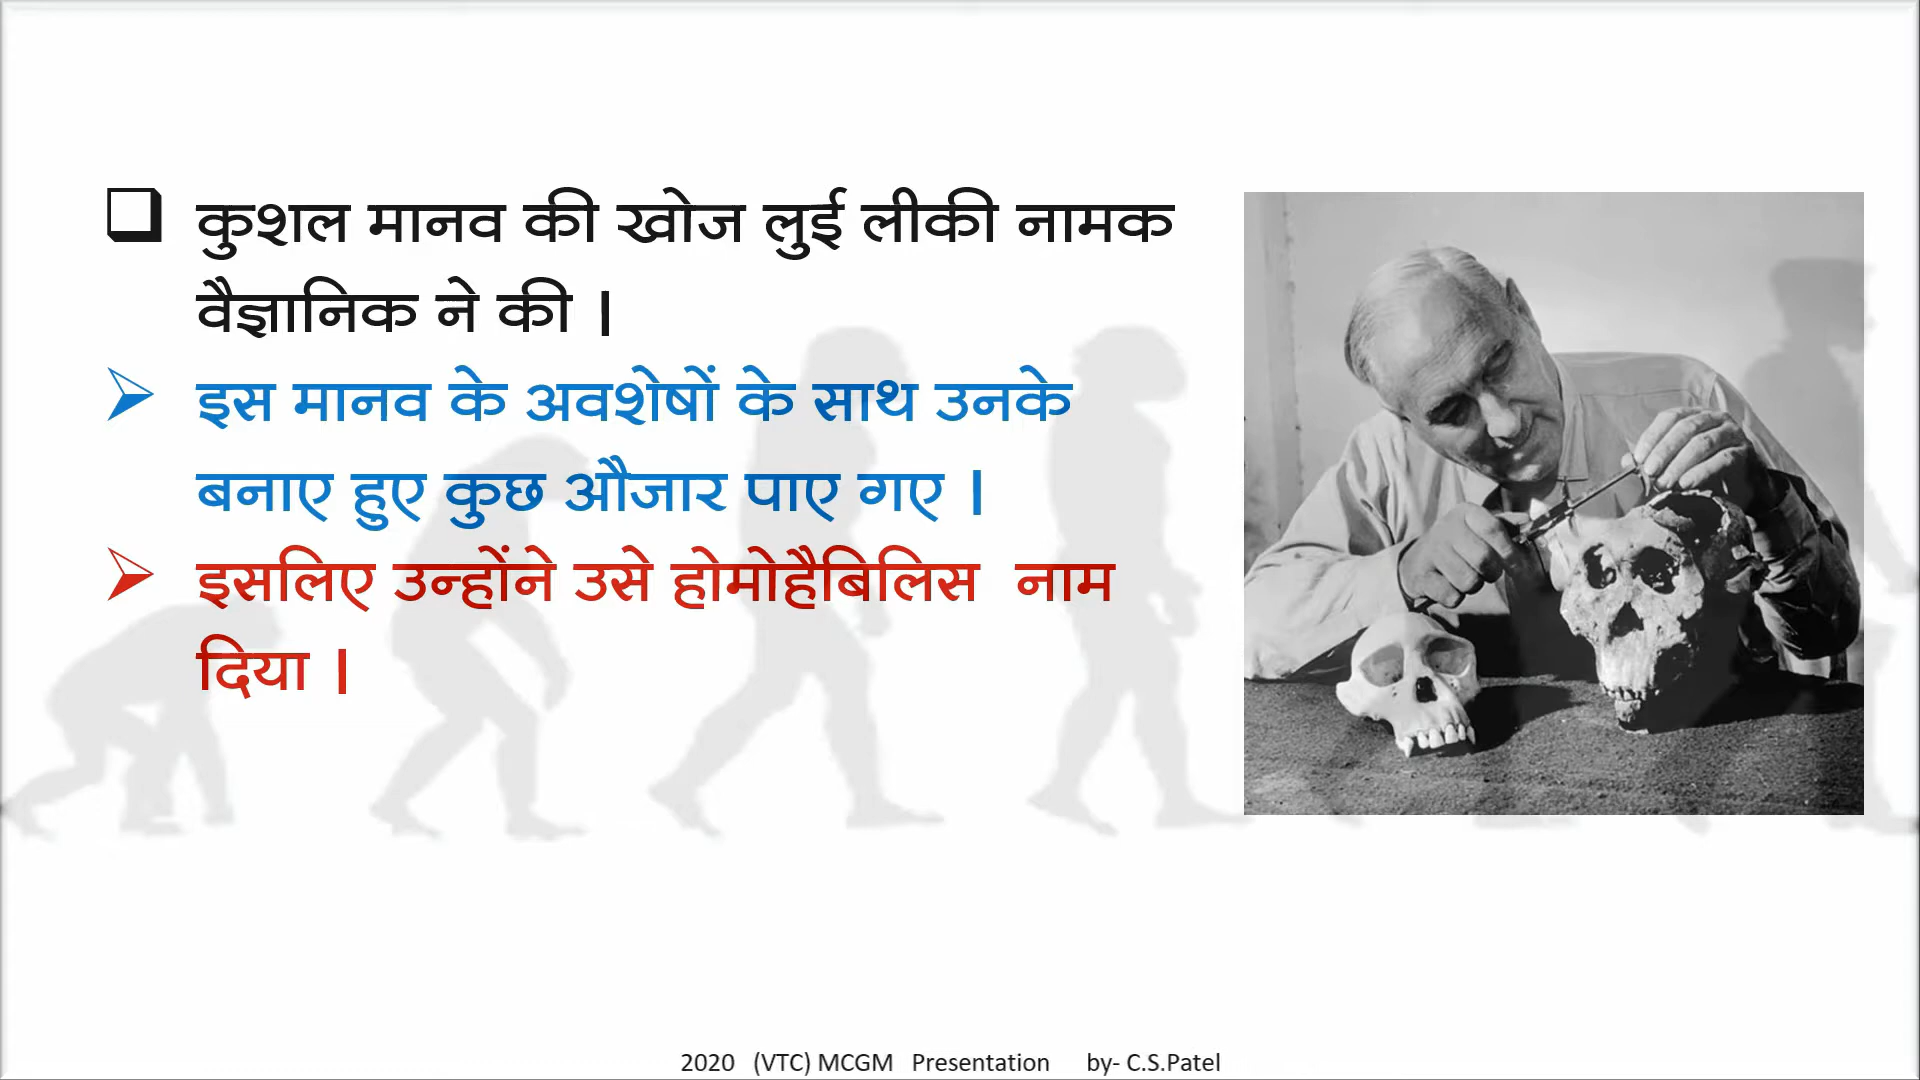 कुशल मानव की खोज लुई लीकी नामक
वैज्ञानिक ने की ।
इस मानव के अवशेषों के साथ उनके
बनाए हुए कुछ औजार पाए गए ।
इसलिए उन्होंने उसे होमोहैबिलिस नाम
दिया ।
2020 (VTC) MCGM Presentation by- C.S.Patel